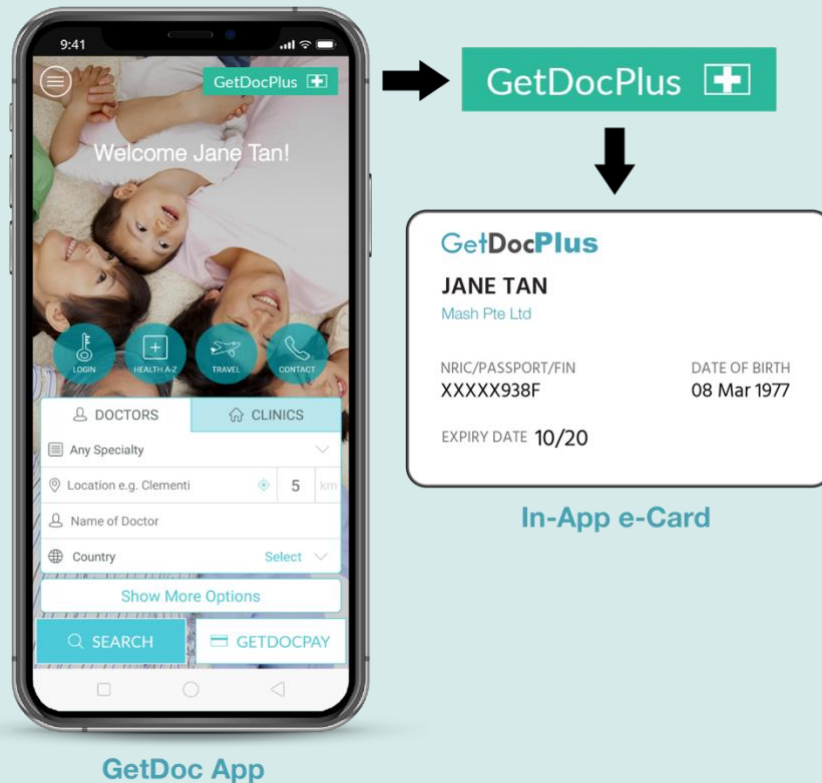 9:41
GetDocPlus
Welcome Jane Tan!
LOGIN
HEALTH A-Z
TRAVEL
CONTACT
DOCTORS
CLINICS
Any Specialty
Location e.g. Clementi
5
km
Name of Doctor
Country
Select
Show More Options
SEARCH
GETDOCPAY
GetDoc App
GetDocPlus
GetDocPlus
JANE TAN
Mash Pte Ltd
NRIC/PASSPORT/FIN
DATE OF BIRTH
XXXXX938F
08 Mar 1977
EXPIRY DATE 10/20
In-App e-Card